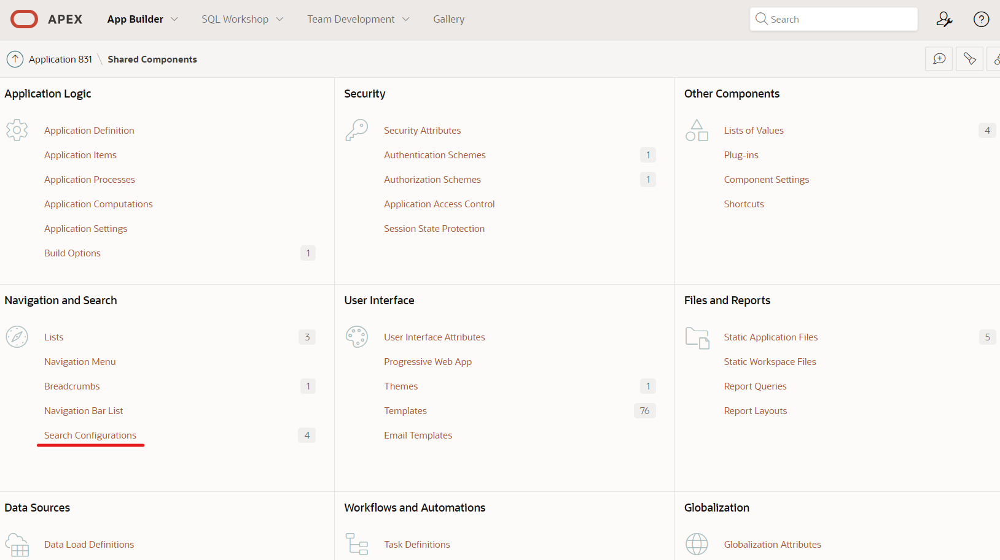 APEX App Builder SQL Workshop Team Development Gallery Search
Application 831 \ Shared Components
Application Logic
Application Definition
Application Items
Application Processes
Application Computations
Application Settings
Build Options 1
Security
Security Attributes
Authentication Schemes 1
Authorization Schemes 1
Application Access Control
Session State Protection
Other Components
Lists of Values 4
Plug-ins
Component Settings
Shortcuts
Navigation and Search
Lists 3
Navigation Menu
Breadcrumbs 1
Navigation Bar List
Search Configurations 4
User Interface
User Interface Attributes
Progressive Web App
Themes 1
Templates 76
Email Templates
Files and Reports
Static Application Files 5
Static Workspace Files
Report Queries
Report Layouts
Data Sources
Data Load Definitions
Workflows and Automations
Task Definitions
Globalization
Globalization Attributes